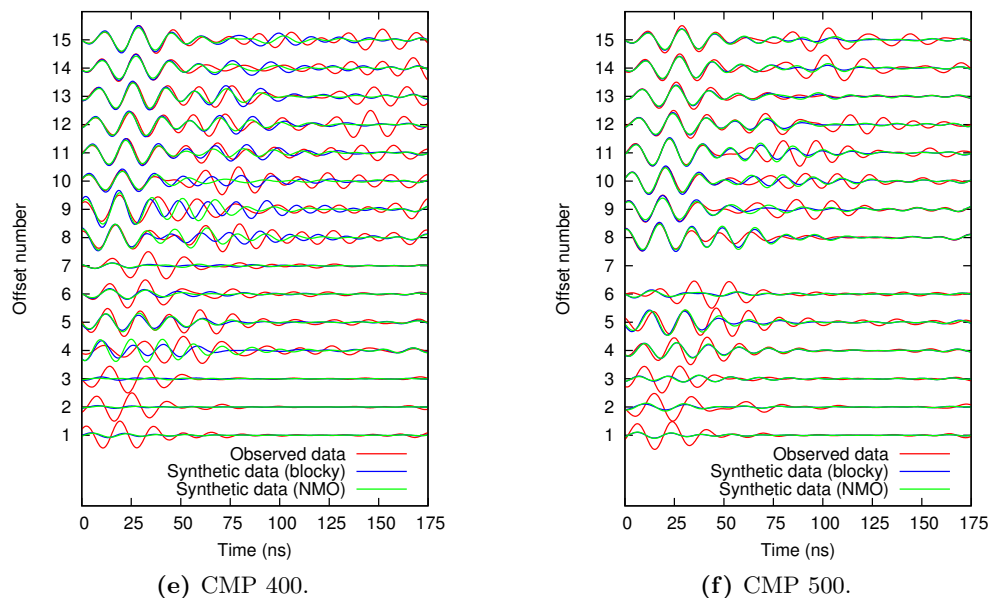 15
14
13
12
11
10
9
8
7
6
5
4
3
2
1
Offset number
Observed data
Synthetic data (blocky)
Synthetic data (NMO)
0 25 50 75 100 125 150 175
Time (ns)
(e) CMP 400.
15
14
13
12
11
10
9
8
7
6
5
4
3
2
1
Offset number
Observed data
Synthetic data (blocky)
Synthetic data (NMO)
0 25 50 75 100 125 150 175
Time (ns)
(f) CMP 500.